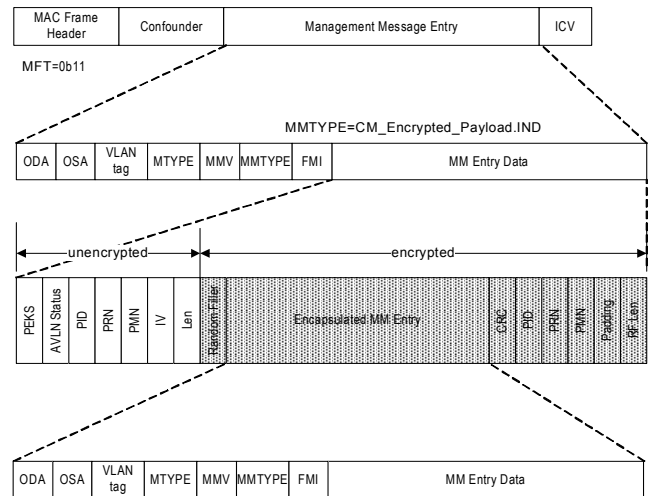 MAC Frame Header
Confounder
Management Message Entry
ICV
MFT=0b11
MMTYPE=CM_Encrypted_Payload.IND
ODA
OSA
VLAN tag
MTYPE
MMV
MMTYPE
FMI
MM Entry Data
unencrypted
encrypted
PEKS
AVLN Status
PID
PRN
PMN
IV
Len
Random Filler
Encapsulated MM Entry
CRC
PID
PRN
PMN
Padding
RF Len
ODA
OSA
VLAN tag
MTYPE
MMV
MMTYPE
FMI
MM Entry Data